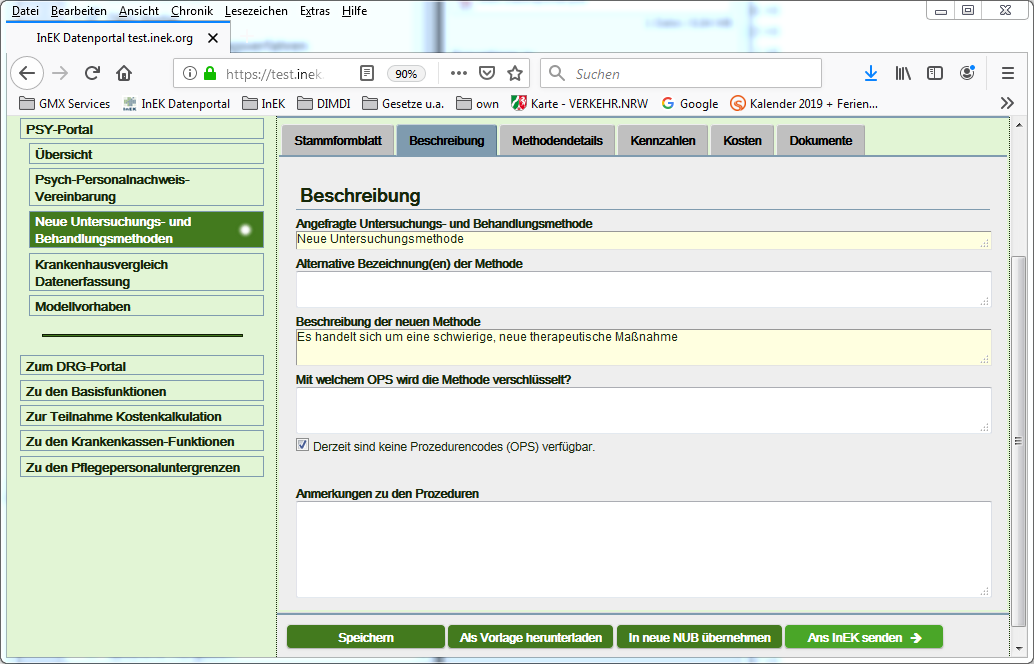 Datei Bearbeiten Ansicht Chronik Lesezeichen Extras Hilfe
InEK Datenportal test.inek.org
https://test.inek
90%
Suchen
GMX Services InEK Datenportal InEK DIMDI Gesetze u.a. own Karte - VERKEHR.NRW Google Kalender 2019 + Ferien...
PSY-Portal
Übersicht
Psych-Personalnachweis-
Vereinbarung
Neue Untersuchungs- und
Behandlungsmethoden
Krankenhausvergleich
Datenerfassung
Modellvorhaben
Zum DRG-Portal
Zu den Basisfunktionen
Zur Teilnahme Kostenkalkulation
Zu den Krankenkassen-Funktionen
Zu den Pflegepersonaluntergrenzen
Stammformblatt Beschreibung Methodendetails Kennzahlen Kosten Dokumente
Beschreibung
Angefragte Untersuchungs- und Behandlungsmethode
Neue Untersuchungsmethode
Alternative Bezeichnung(en) der Methode
Beschreibung der neuen Methode
Es handelt sich um eine schwierige, neue therapeutische Maßnahme
Mit welchem OPS wird die Methode verschlüsselt?
Derzeit sind keine Prozedurencodes (OPS) verfügbar.
Anmerkungen zu den Prozeduren
Speichern Als Vorlage herunterladen In neue NUB übernehmen Ans InEK senden →